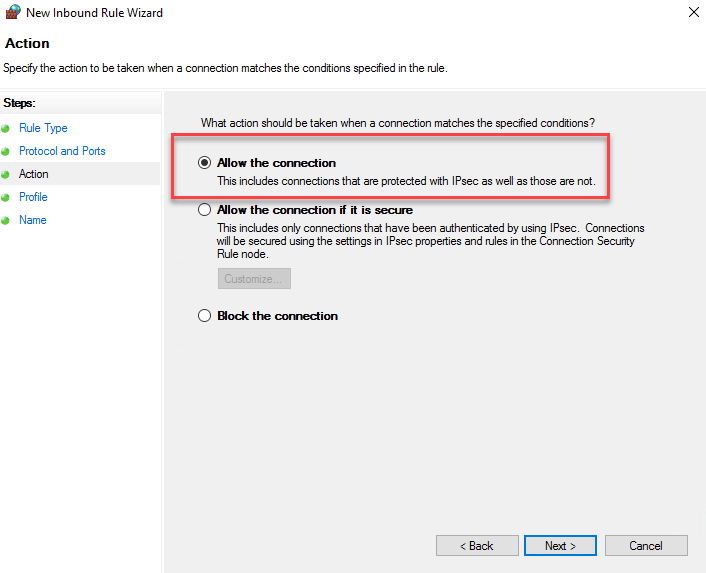 New Inbound Rule Wizard
Action
Specify the action to be taken when a connection matches the conditions specified in the rule.
Steps:
Rule Type
Protocol and Ports
Action
Profile
Name
What action should be taken when a connection matches the specified conditions?
Allow the connection
This includes connections that are protected with IPsec as well as those are not.
Allow the connection if it is secure
This includes only connections that have been authenticated by using IPsec. Connections
will be secured using the settings in IPsec properties and rules in the Connection Security
Rule node.
Customize...
Block the connection
< Back
Next >
Cancel